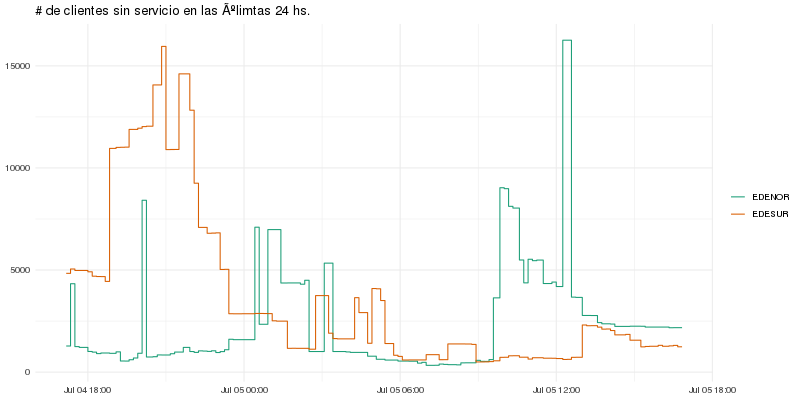 # de clientes sin servicio en las Ãºlimtas 24 hs.
15000
10000
5000
0
Jul 04 18:00
Jul 05 00:00
Jul 05 06:00
Jul 05 12:00
Jul 05 18:00
EDENOR
EDESUR